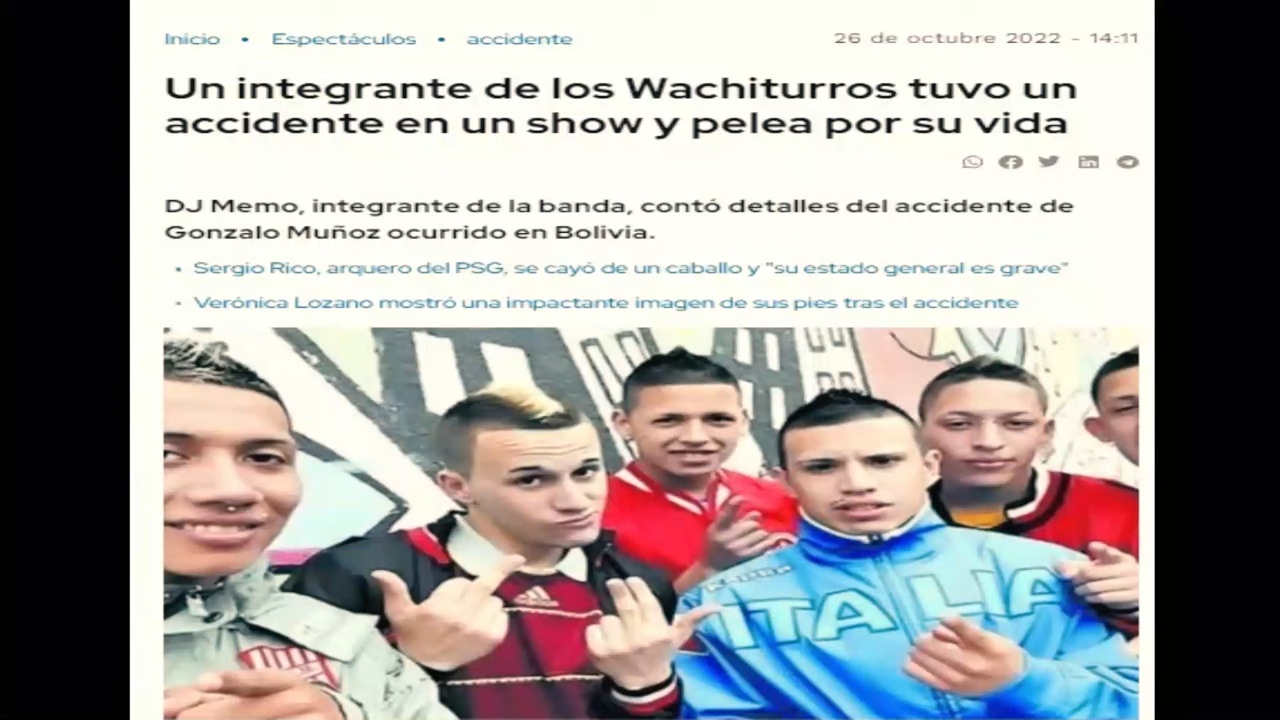 Inicio • Espectáculos • accidente 26 de octubre 2022 - 14:11
Un integrante de los Wachiturros tuvo un
accidente en un show y pelea por su vida
DJ Memo, integrante de la banda, contó detalles del accidente de
Gonzalo Muñoz ocurrido en Bolivia.
• Sergio Rico, arquero del PSG, se cayó de un caballo y "su estado general es grave"
• Verónica Lozano mostró una impactante imagen de sus pies tras el accidente
adidas
Kappa
ITALIA